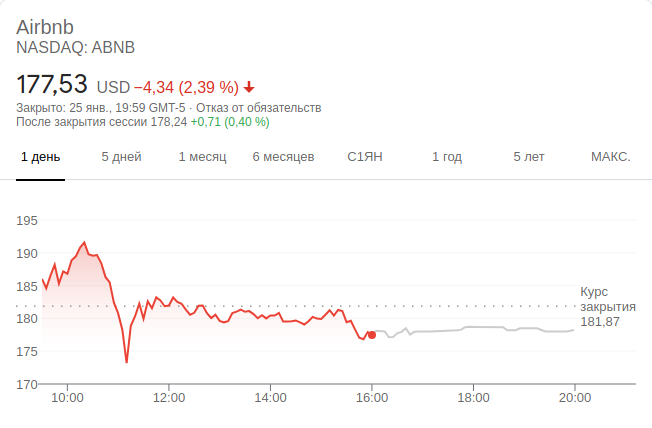 Airbnb
NASDAQ: ABNB
177,53 USD −4,34 (2,39 %)
Закрыто: 25 янв., 19:59 GMT-5 · Отказ от обязательств
После закрытия сессии 178,24 +0,71 (0,40 %)
1 день 5 дней 1 месяц 6 месяцев С1ЯН 1 год 5 лет МАКС.
195
190
185
180
175
170
Курс
закрытия
181,87
10:00 12:00 14:00 16:00 18:00 20:00